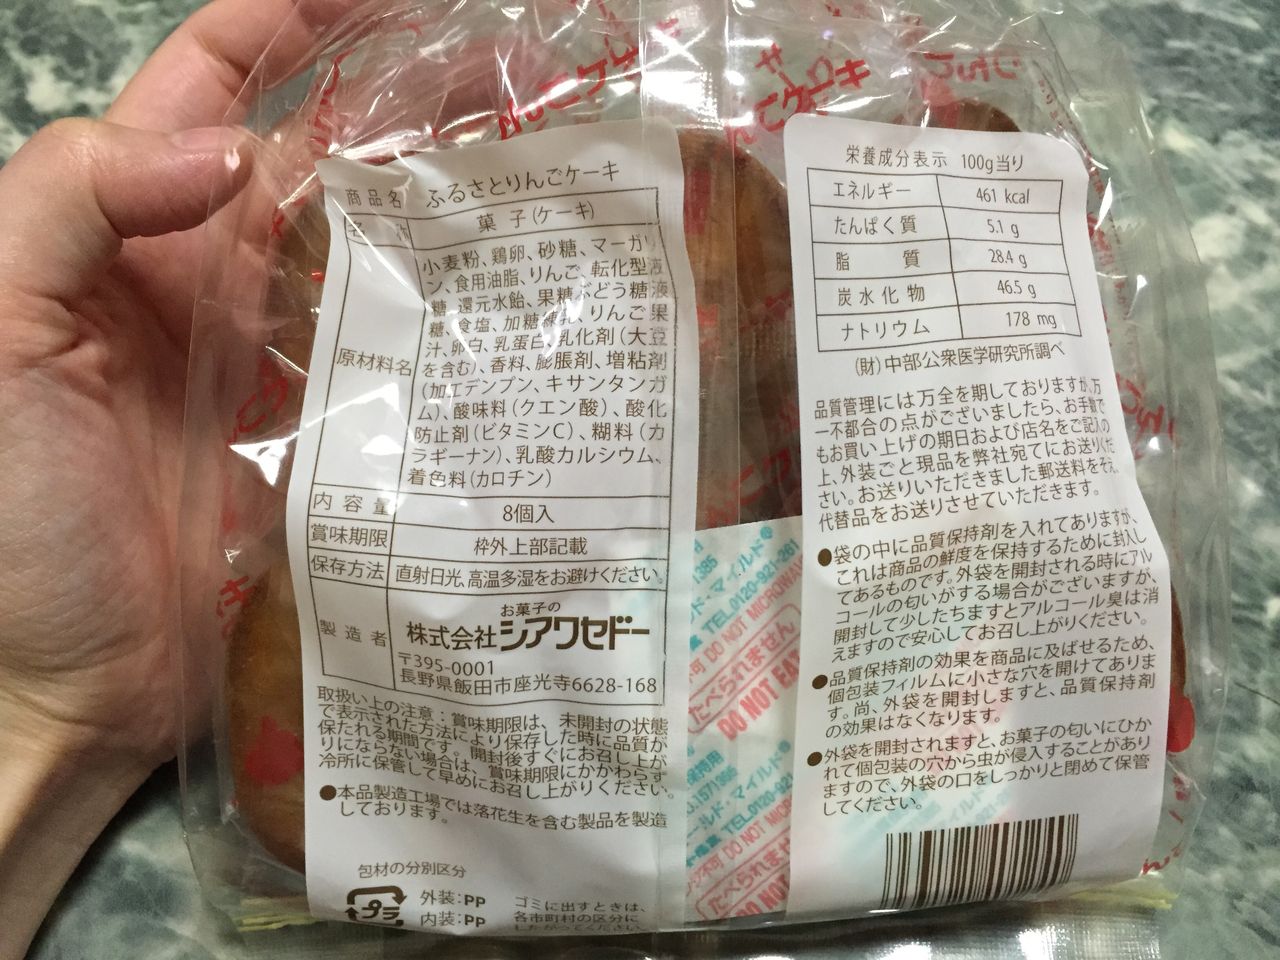 商品名 ふるさとりんごケーキ
名称 菓子(ケーキ)
原材料名
小麦粉、鶏卵、砂糖、マーガリ
ン、食用油脂、りんご、転化型液
糖、還元水飴、果糖ぶどう糖液
糖、食塩、加糖練乳、りんご果
汁、卵白、乳蛋白、乳化剤(大豆
を含む)、香料、膨脹剤、増粘剤
(加工デンプン、キサンタンガ
ム)、酸味料(クエン酸)、酸化
防止剤(ビタミンC)、糊料(カ
ラギーナン)、乳酸カルシウム、
着色料(カロチン)
内容量 8個入
賞味期限 枠外上部記載
保存方法 直射日光、高温多湿をお避けください。
製造者
お菓子の
株式会社シアワセドー
〒395-0001
長野県飯田市座光寺6628-168
取扱い上の注意・賞味期限は、未開封の状態
で表示された方法により保存した時に品質が
保たれる期間です。開封後すぐにお召し上が
りにならない場合は、賞味期限にかかわらず
冷所に保管して早めにお召し上がりください。
●本品製造工場では落花生を含む製品を製造
しております。
包材の分別区分
プラ
外装:PP
内装:PP
ゴミに出すときは、
各市町村の区分に
したがってください。
栄養成分表示 100g当り
エネルギー 461 kcal
たんぱく質 5.1 g
脂質 28.4 g
炭水化物 46.5 g
ナトリウム 178 mg
(財)中部公衆医学研究所調べ
品質管理には万全を期しておりますが、万
一不都合の点がございましたら、お手数で
もお買い上げの期日および店名をご記入の
上、外装ごと現品を弊社宛てにお送りくだ
さい。お送りいただきました郵送料をそえ、
代替品をお送りさせていただきます。
●袋の中に品質保持剤を入れてありますが、
これは商品の鮮度を保持するために封入し
てあるものです。外袋を開封される時にアル
コールの匂いがする場合がございますが、
開封して少したちますとアルコール臭は消
えますので安心してお召し上がりください。
●品質保持剤の効果を商品に及ばせるため、
個包装フィルムに小さな穴を開けてありま
す。尚、外袋を開封しますと、品質保持剤
の効果はなくなります。
●外袋を開封されますと、お菓子の匂いにひか
れて個包装の穴から虫が侵入することがあり
ますので、外袋の口をしっかりと閉めて保管
してください。
ド・マイルド®
TEL0120-921-261
DO NOT MICROWAV
たべられません
DO NOT EAT